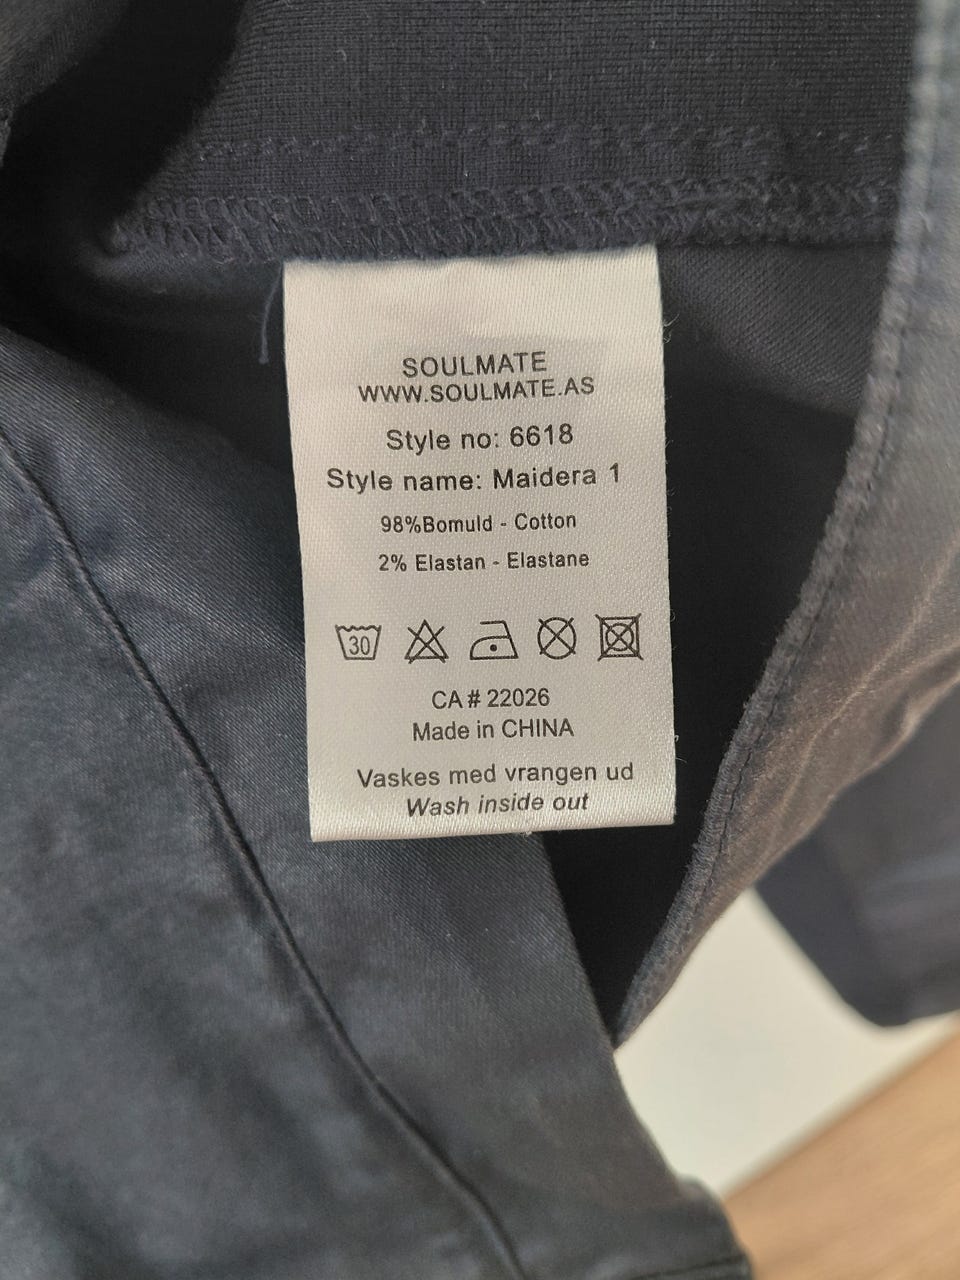 SOULMATE
WWW.SOULMATE.AS
Style no: 6618
Style name: Maidera 1
98%Bomuld - Cotton
2% Elastan - Elastane
30
CA# 22026
Made in CHINA
Vaskes med vrangen ud
Wash inside out